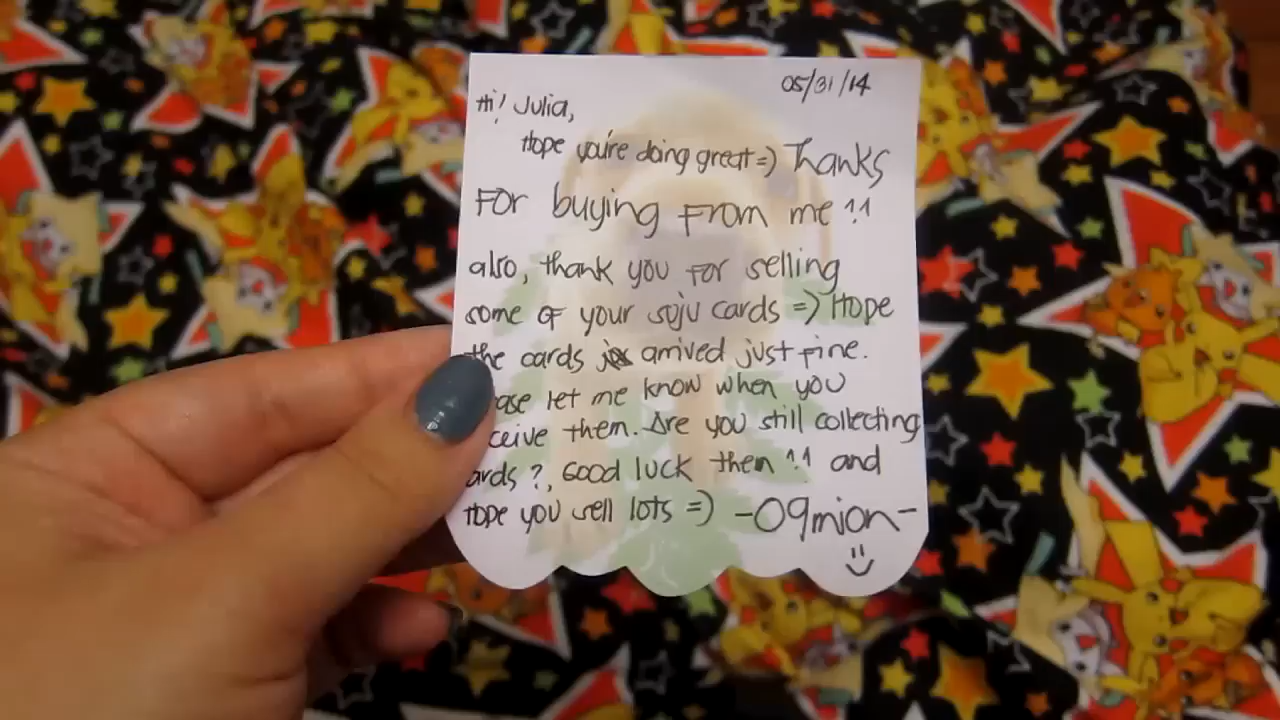 05/31/14
Hi! Julia,
Hope you're doing great =) Thanks
For buying From me ^.^
also, thank you For selling
some oF your soju cards =) Hope
the cards arrived just Fine.
ease let me know when you
ceive them. Are you still collecting
ards ?, Good luck then ^.^ and
Hope you sell lots =) -O9mion-